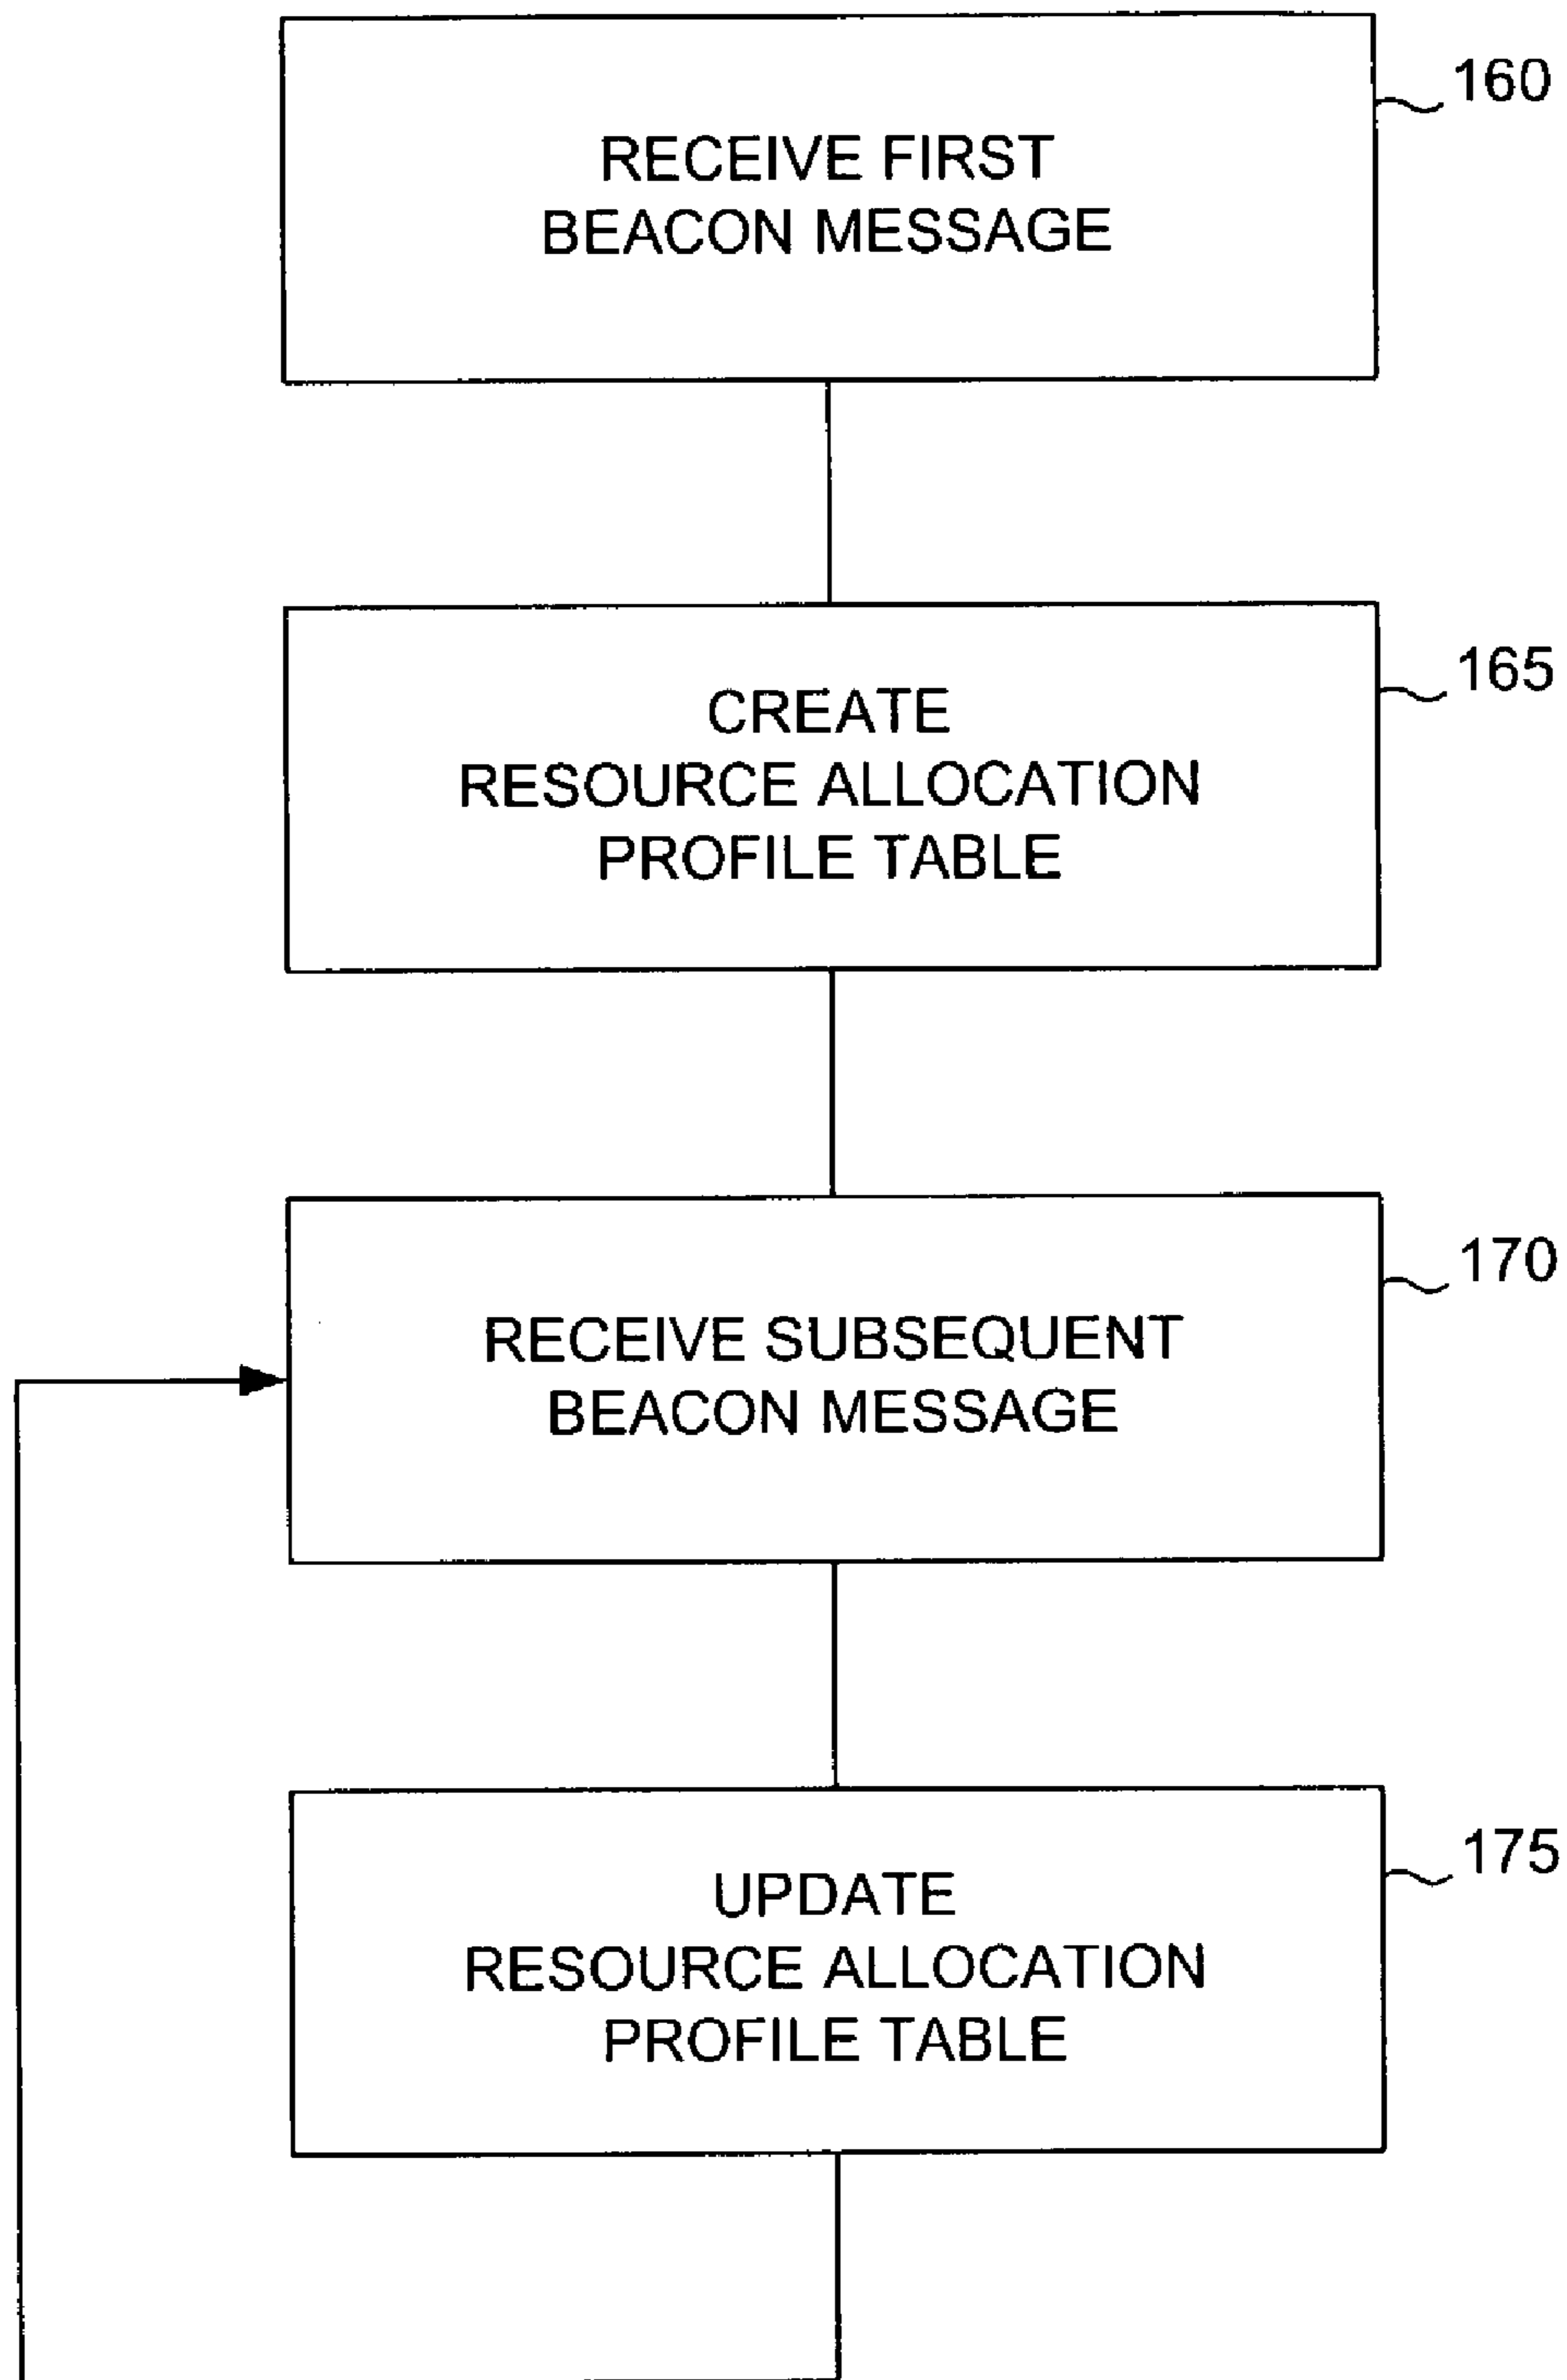 160
RECEIVE FIRST
BEACON MESSAGE
165
CREATE
RESOURCE ALLOCATION
PROFILE TABLE
170
RECEIVE SUBSEQUENT
BEACON MESSAGE
175
UPDATE
RESOURCE ALLOCATION
PROFILE TABLE